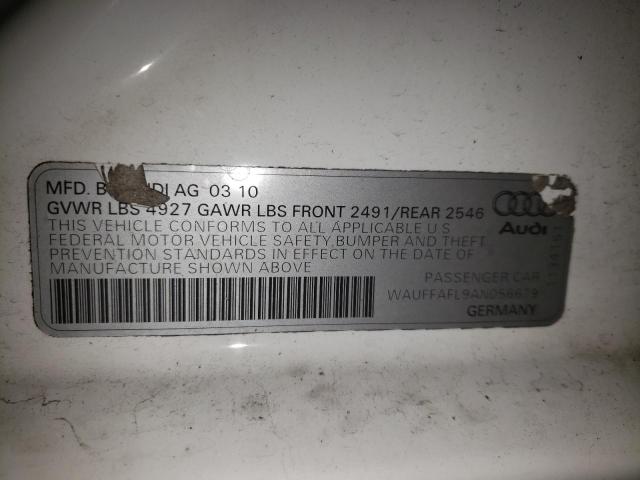 MFD. B DI AG 03 10
GVWR LBS 4927 GAWR LBS FRONT 2491/REAR 2546
THIS VEHICLE CONFORMS TO ALL APPLICABLE U S
FEDERAL MOTOR VEHICLE SAFETY, BUMPER AND THEFT
PREVENTION STANDARDS IN EFFECT ON THE DATE OF
MANUFACTURE SHOWN ABOVE
Audi
PASSENGER CAR
WAUFFAFL9AN056679
GERMANY